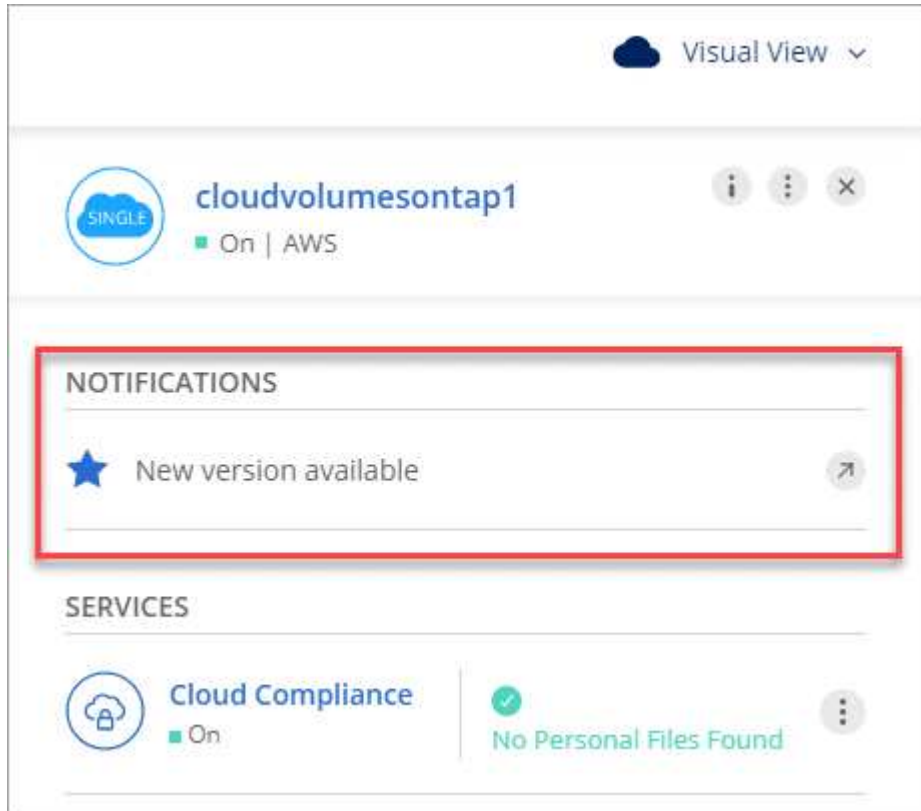 Visual View
SINGLE
cloudvolumesontap1
On | AWS
NOTIFICATIONS
New version available
SERVICES
Cloud Compliance
On
No Personal Files Found